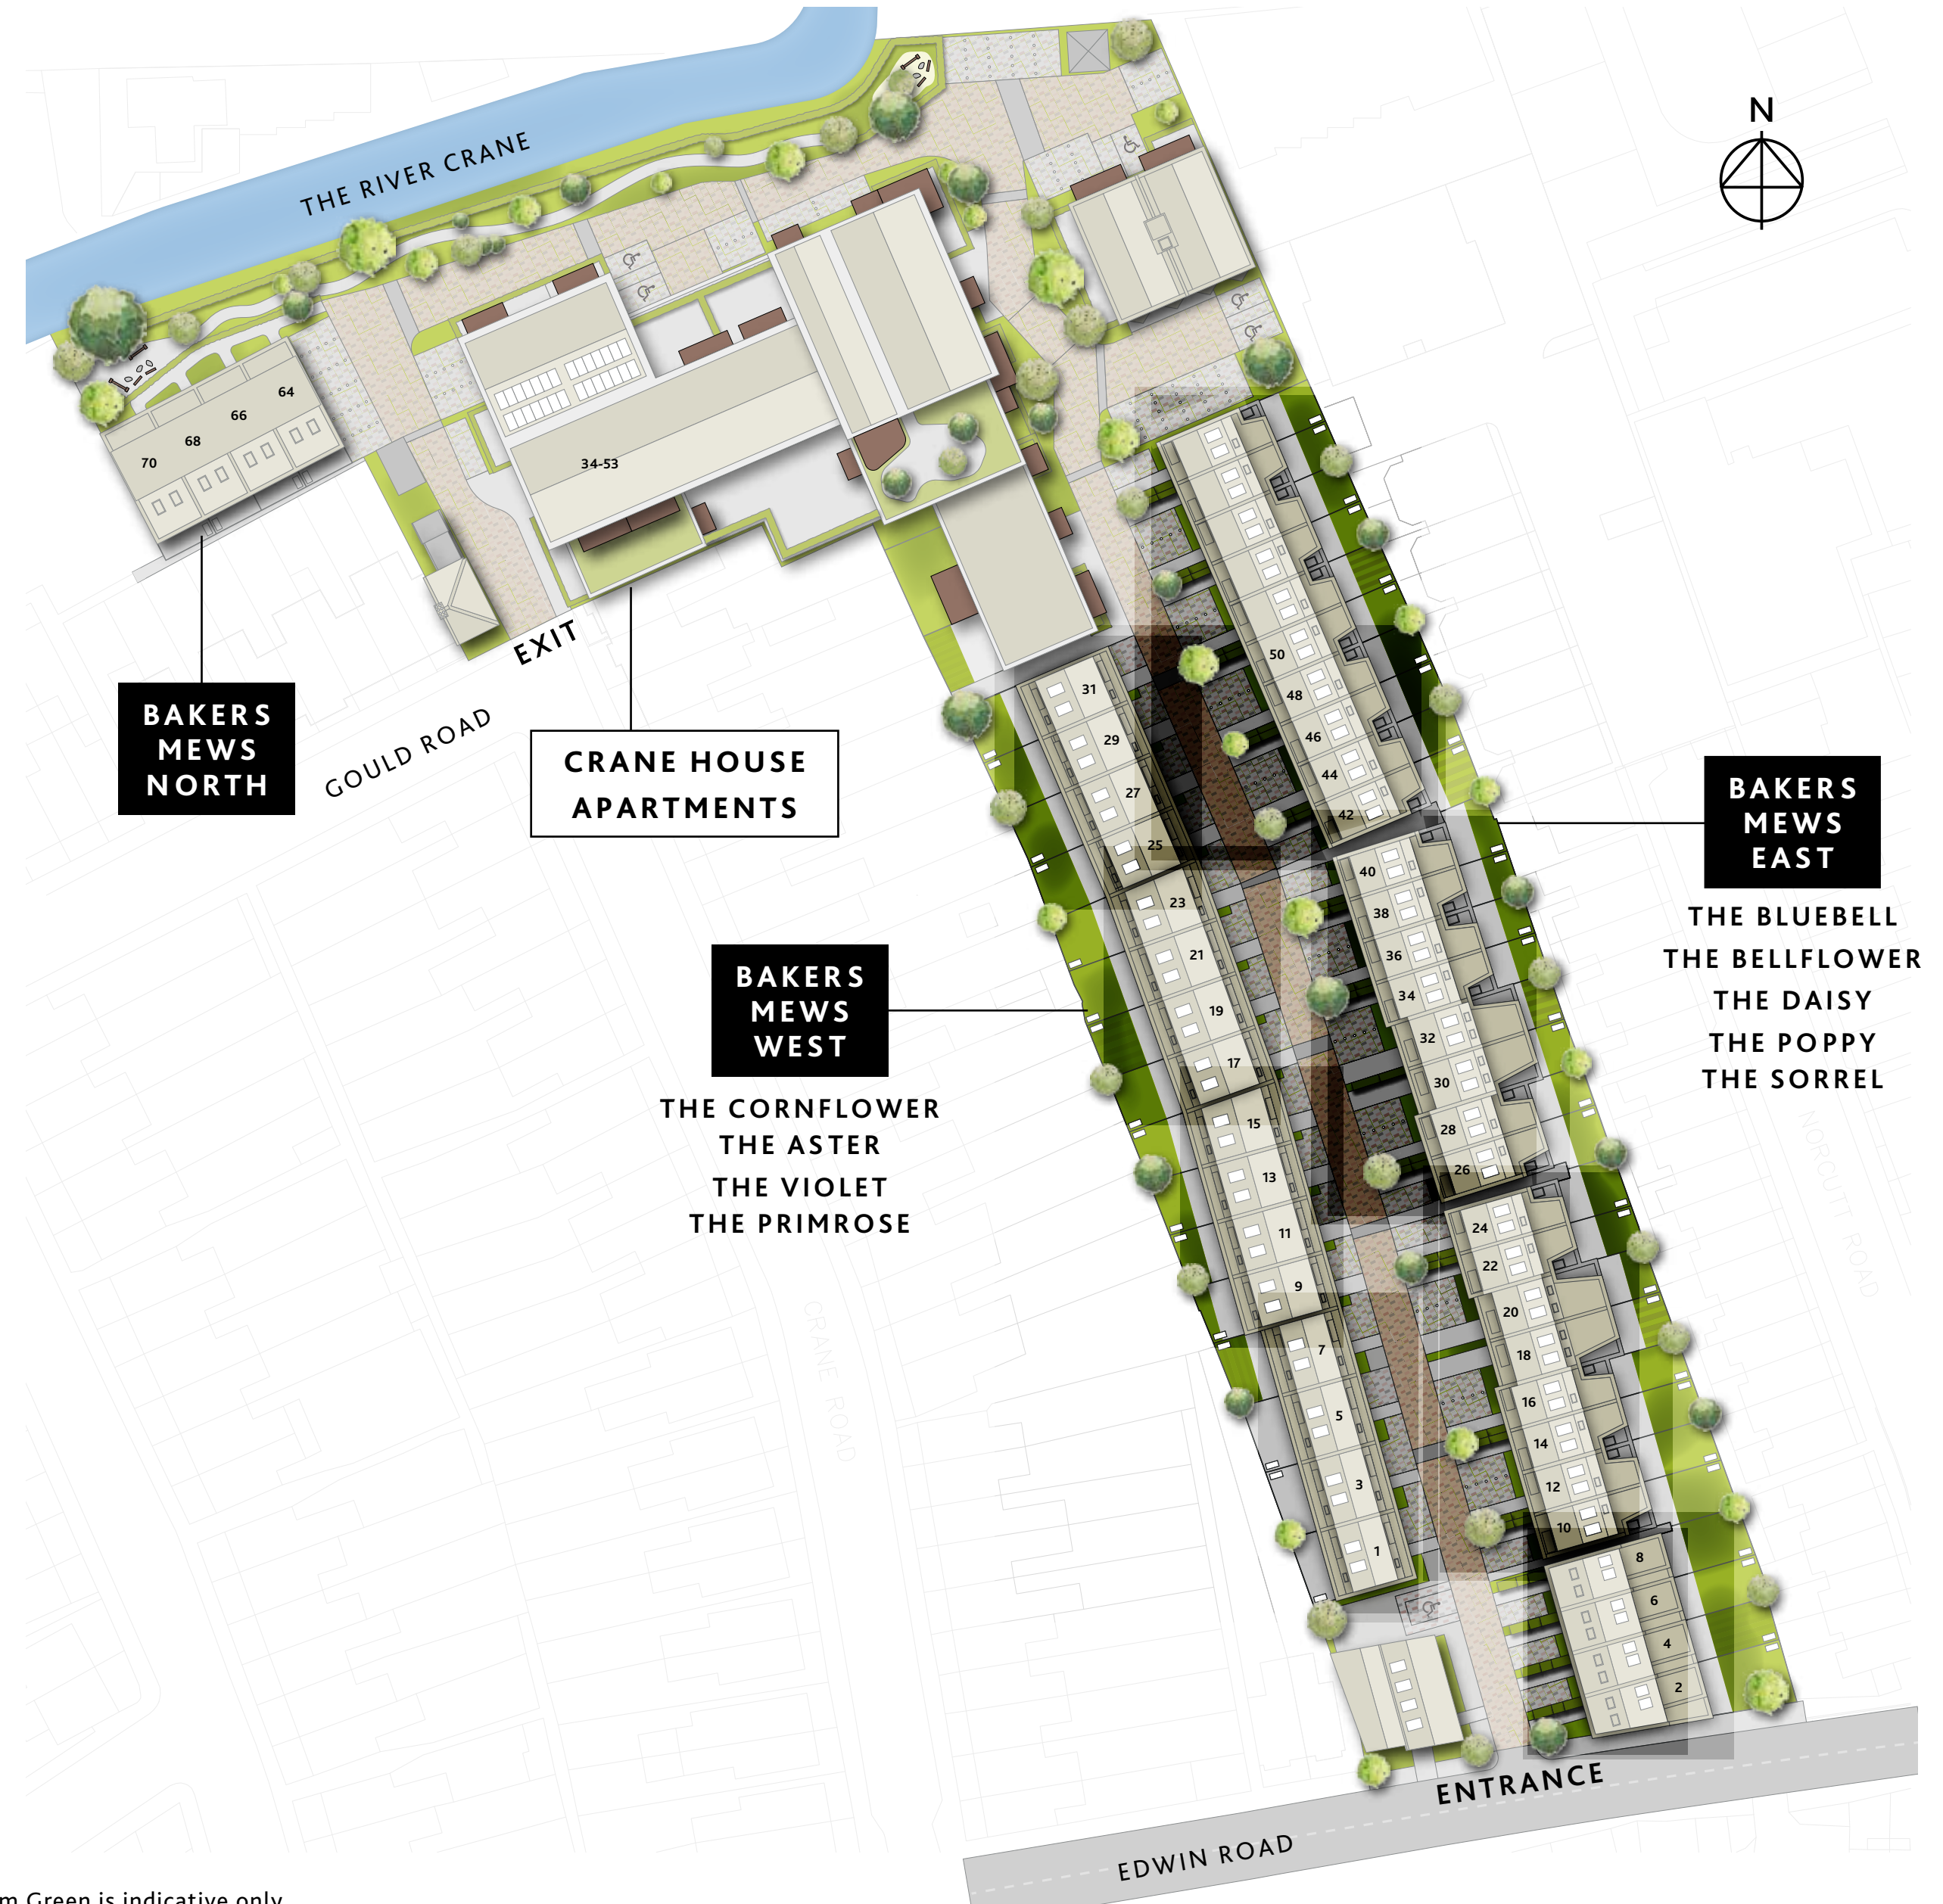 N
THE RIVER CRANE
64
66
68
70
34-53
EXIT
GOULD ROAD
BAKERS
MEWS
NORTH
CRANE HOUSE
APARTMENTS
31
29
27
25
23
21
19
17
15
13
11
9
7
5
3
1
50
48
46
44
42
40
38
36
34
32
30
28
26
24
22
20
18
16
14
12
10
8
6
4
2
BAKERS
MEWS
EAST
THE BLUEBELL
THE BELLFLOWER
THE DAISY
THE POPPY
THE SORREL
BAKERS
MEWS
WEST
THE CORNFLOWER
THE ASTER
THE VIOLET
THE PRIMROSE
CRANE ROAD
NORCUTT ROAD
ENTRANCE
EDWIN ROAD
Green is indicative only